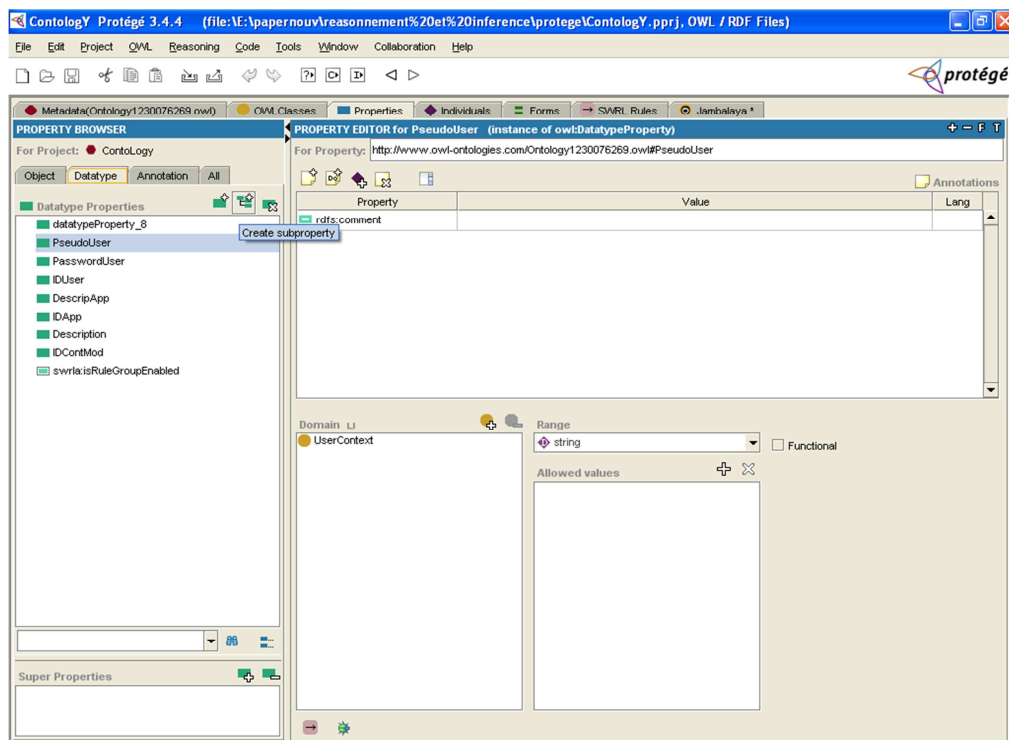 ContologY Protégé 3.4.4 (file:\E:\papernouv\reasonnement%20et%20inference\protege\ContologY.pprj, OWL / RDF Files)
File Edit Project OWL Reasoning Code Tools Window Collaboration Help
protégé
Metadata(Ontology1230076269.owl) OWLClasses Properties Individuals Forms SWRL Rules Jambalaya *
PROPERTY BROWSER
For Project: ContoLogy
Object Datatype Annotation All
Datatype Properties
datatypeProperty_8
PseudoUser
PasswordUser
IDUser
DescripApp
IDApp
Description
IDContMod
swrla:isRuleGroupEnabled
Create subproperty
Super Properties
PROPERTY EDITOR for PseudoUser (instance of owl:DatatypeProperty)
+ − F T
For Property: http://www.owl-ontologies.com/Ontology1230076269.owl#PseudoUser
Annotations
Property Value Lang
rdfs:comment
Domain ⊔
UserContext
Range
string
Functional
Allowed values